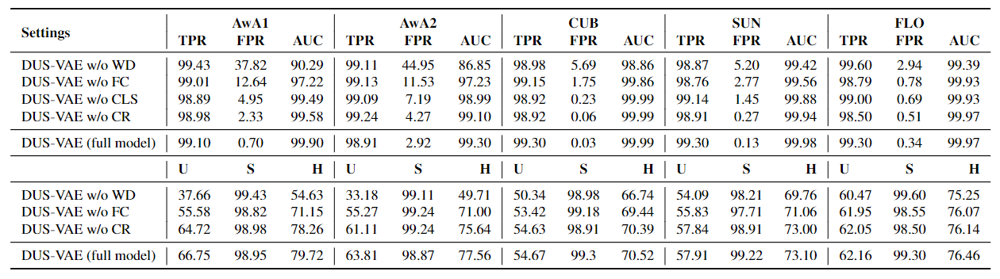 Settings AwA1 AwA2 CUB SUN FLO
TPR FPR AUC TPR FPR AUC TPR FPR AUC TPR FPR AUC TPR FPR AUC
DUS-VAE w/o WD 99.43 37.82 90.29 99.11 44.95 86.85 98.98 5.69 98.86 98.87 5.20 99.42 99.60 2.94 99.39
DUS-VAE w/o FC 99.01 12.64 97.22 99.13 11.53 97.23 99.15 1.75 99.86 98.76 2.77 99.56 98.79 0.78 99.93
DUS-VAE w/o CLS 98.89 4.95 99.49 99.09 7.19 98.99 98.92 0.23 99.99 99.14 1.45 99.88 99.00 0.69 99.93
DUS-VAE w/o CR 98.98 2.33 99.58 99.24 4.27 99.10 98.92 0.06 99.99 98.91 0.27 99.94 98.50 0.51 99.97
DUS-VAE (full model) 99.10 0.70 99.90 98.91 2.92 99.30 99.30 0.03 99.99 99.30 0.13 99.98 99.30 0.34 99.97
U S H U S H U S H U S H U S H
DUS-VAE w/o WD 37.66 99.43 54.63 33.18 99.11 49.71 50.34 98.98 66.74 54.09 98.21 69.76 60.47 99.60 75.25
DUS-VAE w/o FC 55.58 98.82 71.15 55.27 99.24 71.00 53.42 99.18 69.44 55.83 97.71 71.06 61.95 98.55 76.07
DUS-VAE w/o CR 64.72 98.98 78.26 61.11 99.24 75.64 54.63 98.91 70.39 57.84 98.91 73.00 62.05 98.50 76.14
DUS-VAE (full model) 66.75 98.95 79.72 63.81 98.87 77.56 54.67 99.3 70.52 57.91 99.22 73.10 62.16 99.30 76.46